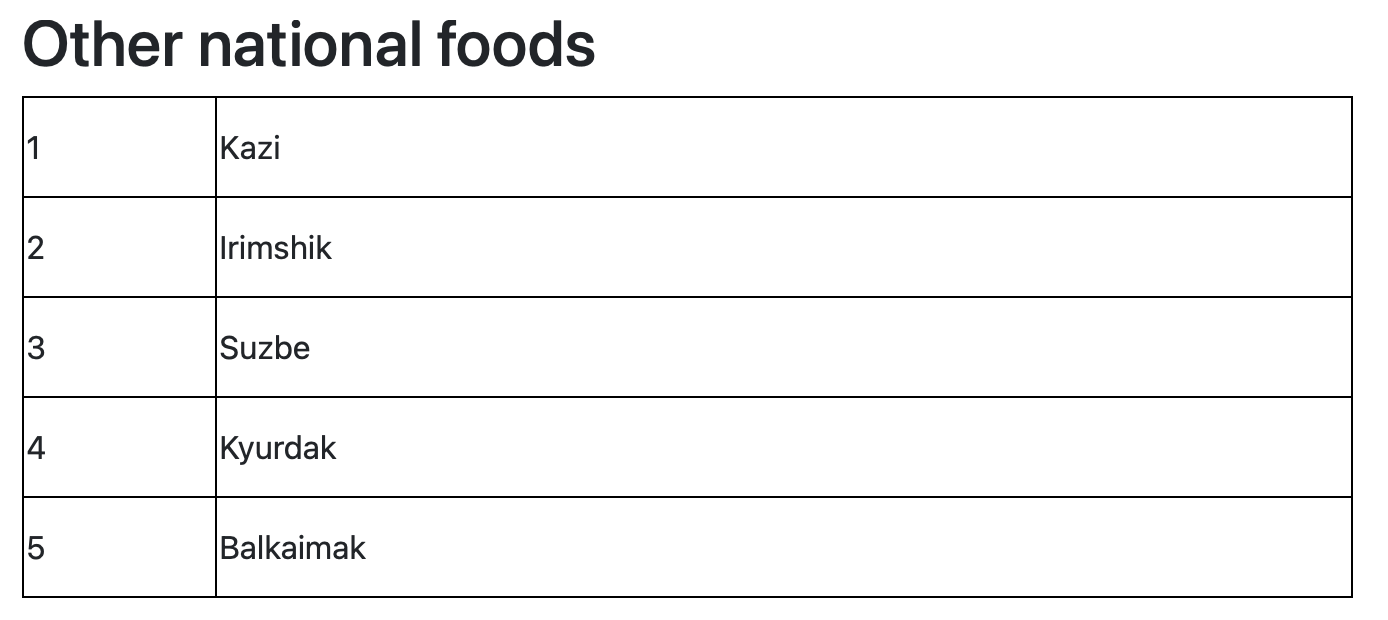 Other national foods
1 Kazi
2 Irimshik
3 Suzbe
4 Kyurdak
5 Balkaimak